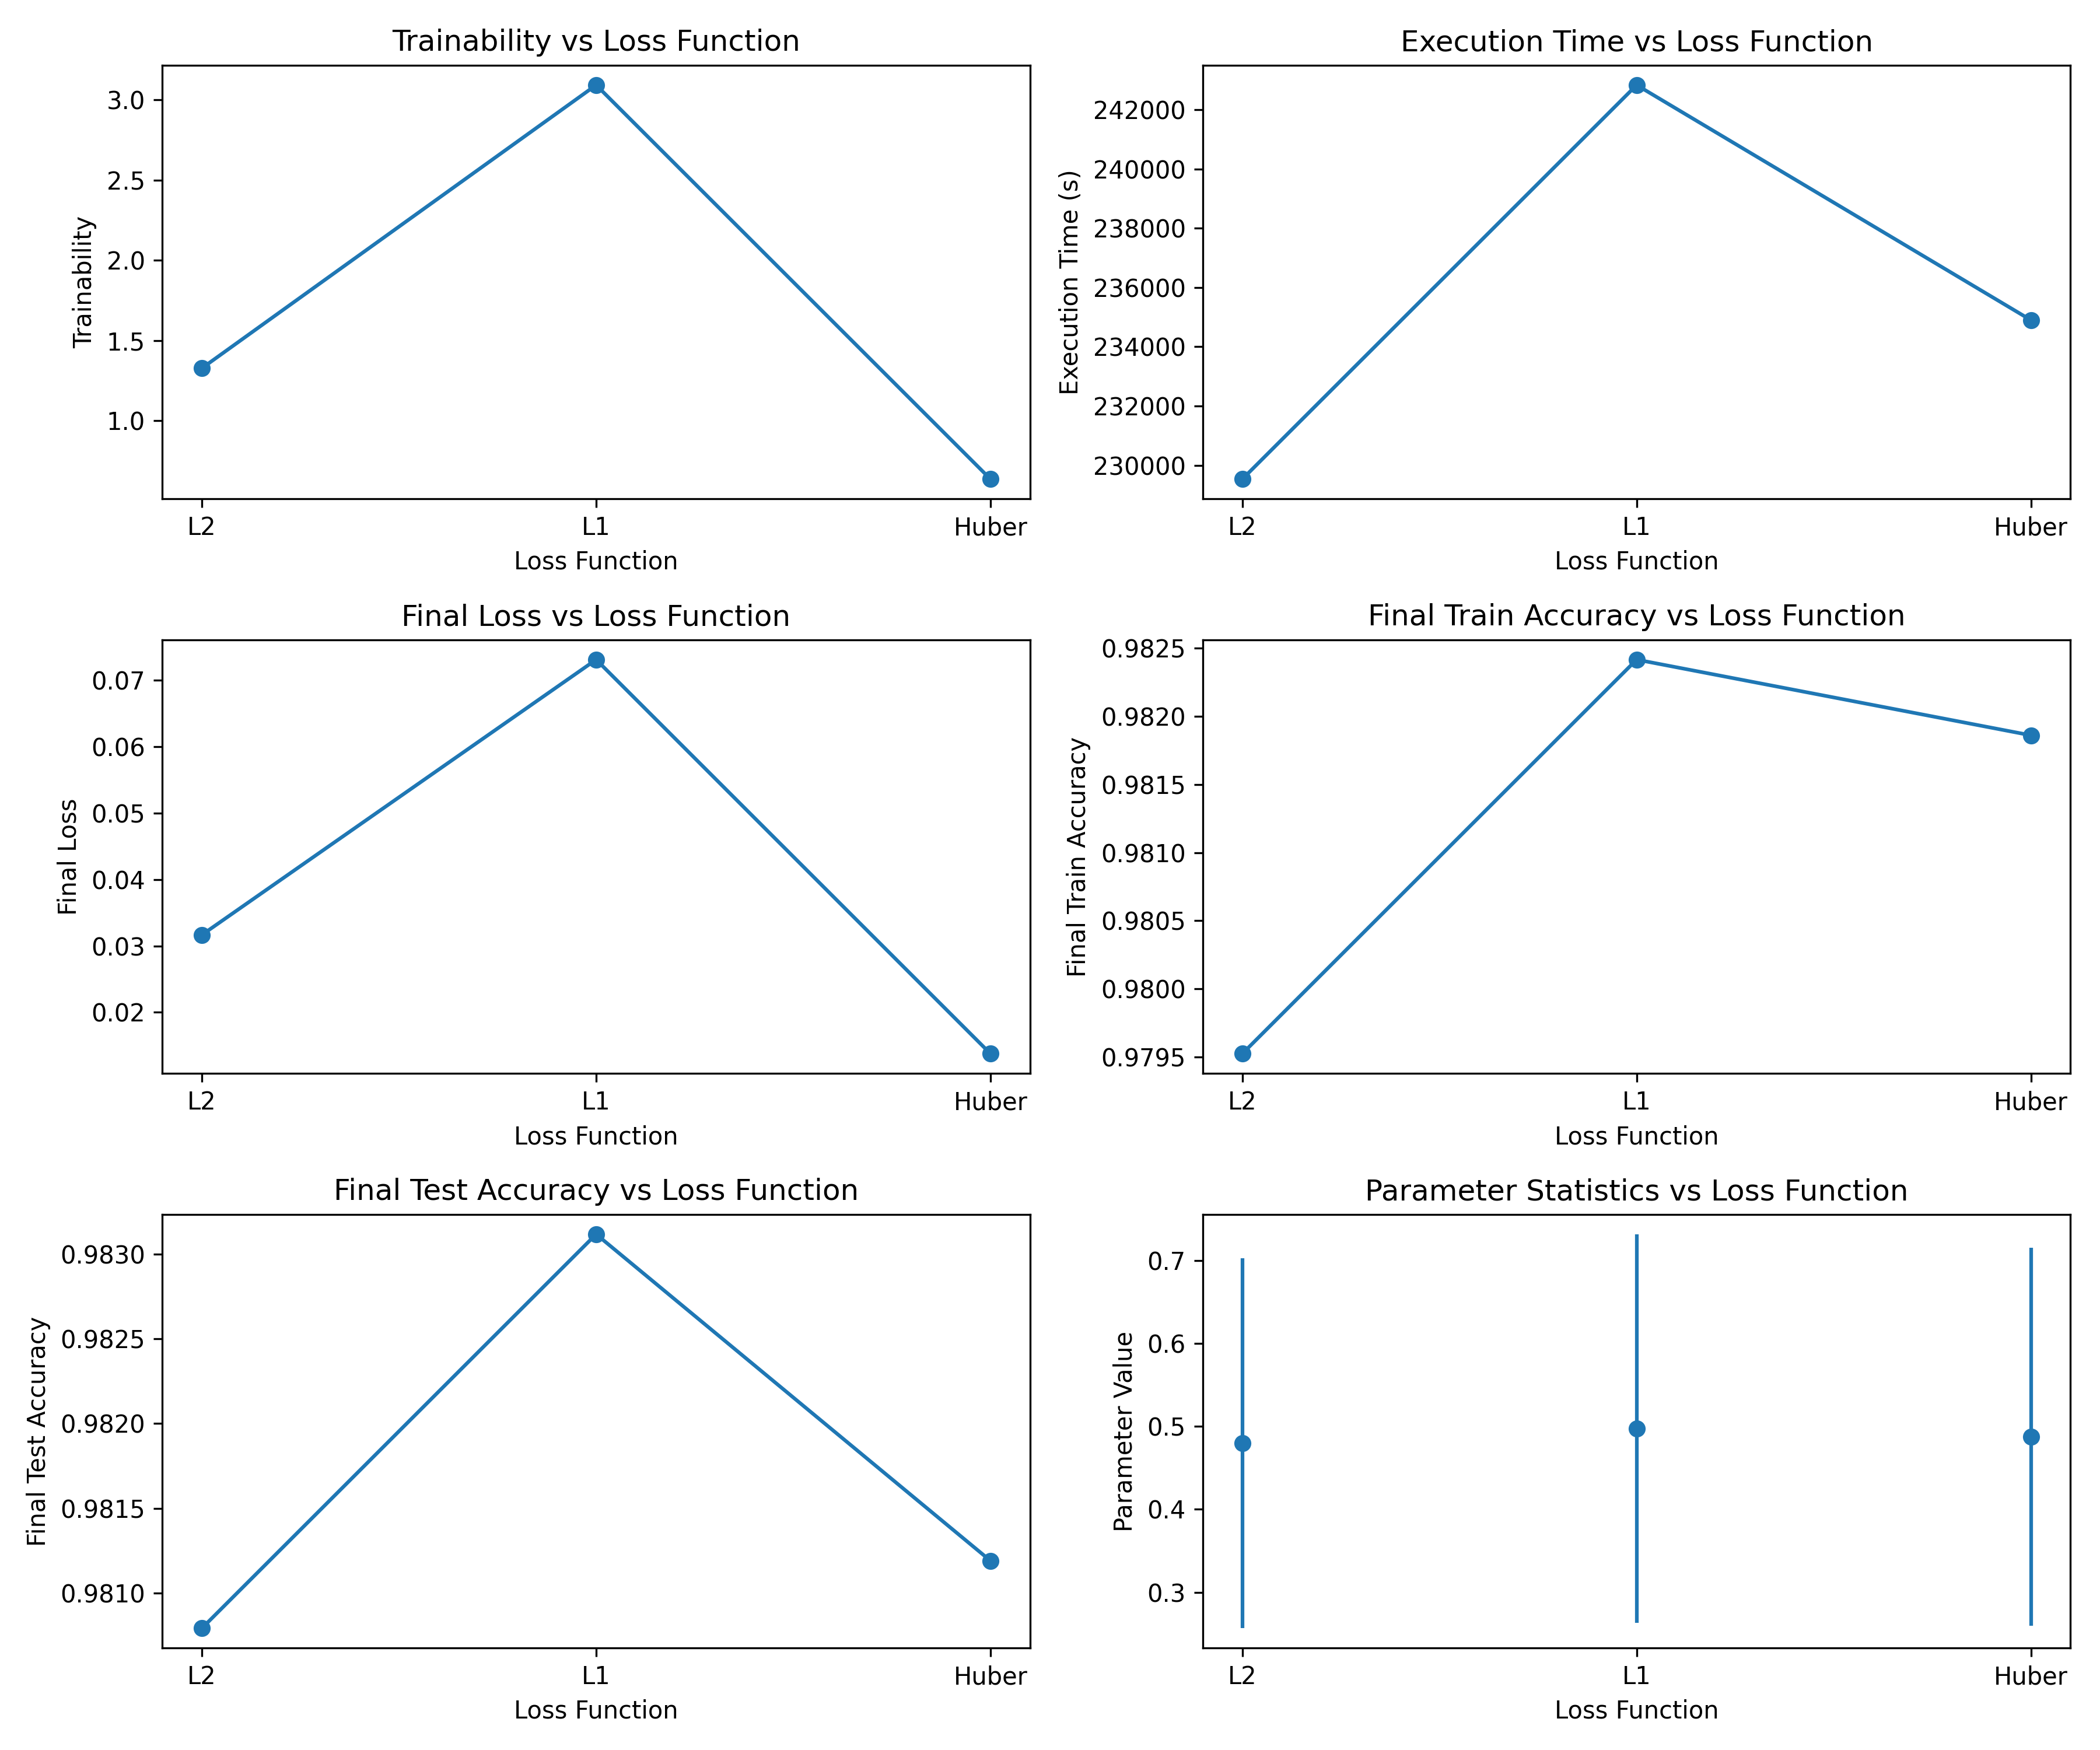 Trainability vs Loss Function
Trainability
3.0
2.5
2.0
1.5
1.0
L2
L1
Huber
Loss Function
Execution Time vs Loss Function
Execution Time (s)
242000
240000
238000
236000
234000
232000
230000
L2
L1
Huber
Loss Function
Final Loss vs Loss Function
Final Loss
0.07
0.06
0.05
0.04
0.03
0.02
L2
L1
Huber
Loss Function
Final Train Accuracy vs Loss Function
Final Train Accuracy
0.9825
0.9820
0.9815
0.9810
0.9805
0.9800
0.9795
L2
L1
Huber
Loss Function
Final Test Accuracy vs Loss Function
Final Test Accuracy
0.9830
0.9825
0.9820
0.9815
0.9810
L2
L1
Huber
Loss Function
Parameter Statistics vs Loss Function
Parameter Value
0.7
0.6
0.5
0.4
0.3
L2
L1
Huber
Loss Function